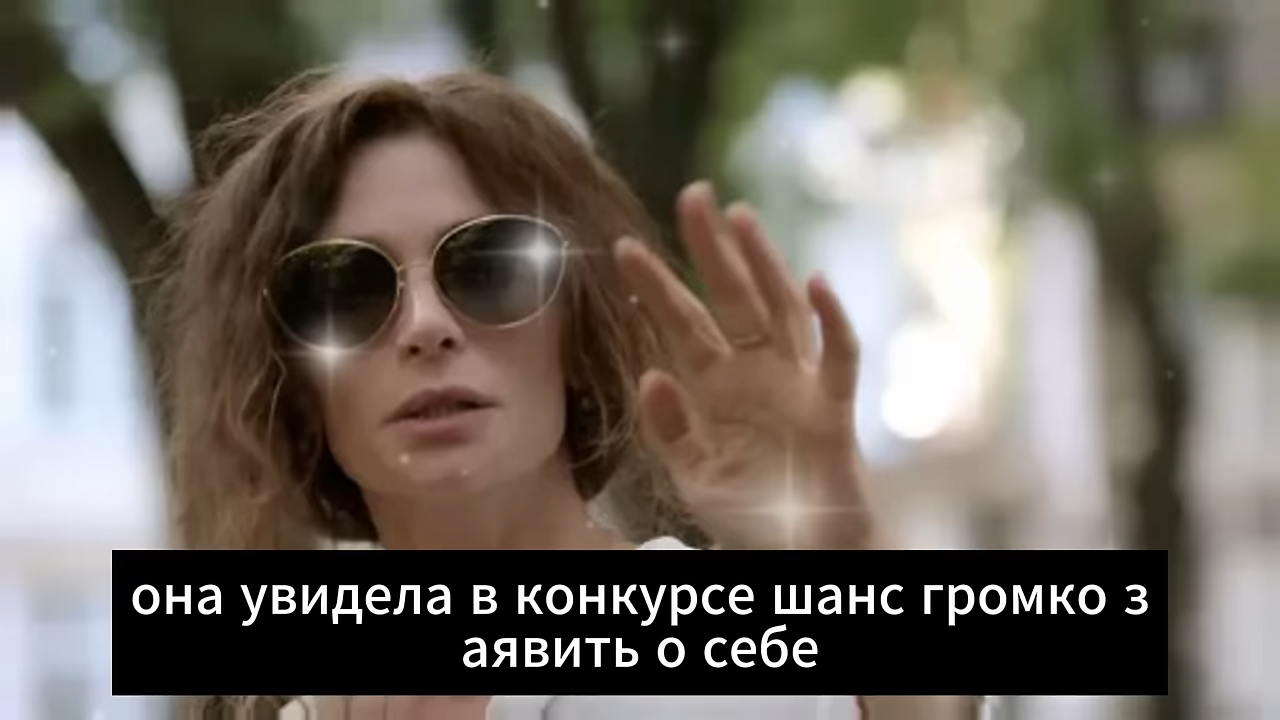 она увидела в конкурсе шанс громко з
аявить о себе